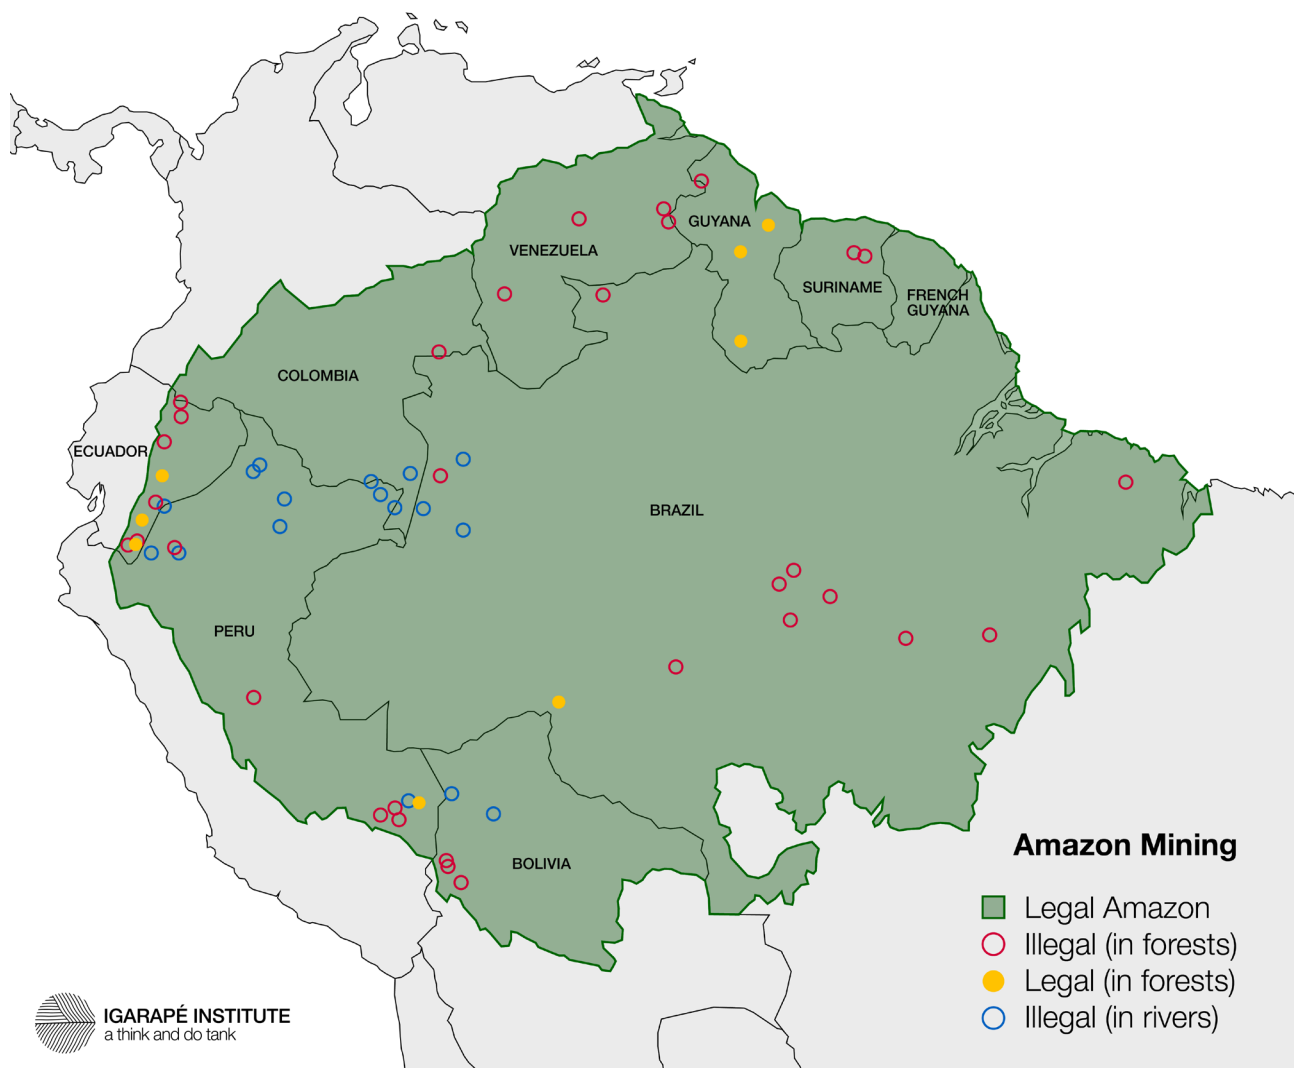 GUYANA
VENEZUELA
SURINAME
FRENCH
GUYANA
COLOMBIA
ECUADOR
BRAZIL
PERU
BOLIVIA
Amazon Mining
Legal Amazon
Illegal (in forests)
Legal (in forests)
Illegal (in rivers)
IGARAPÉ INSTITUTE
a think and do tank